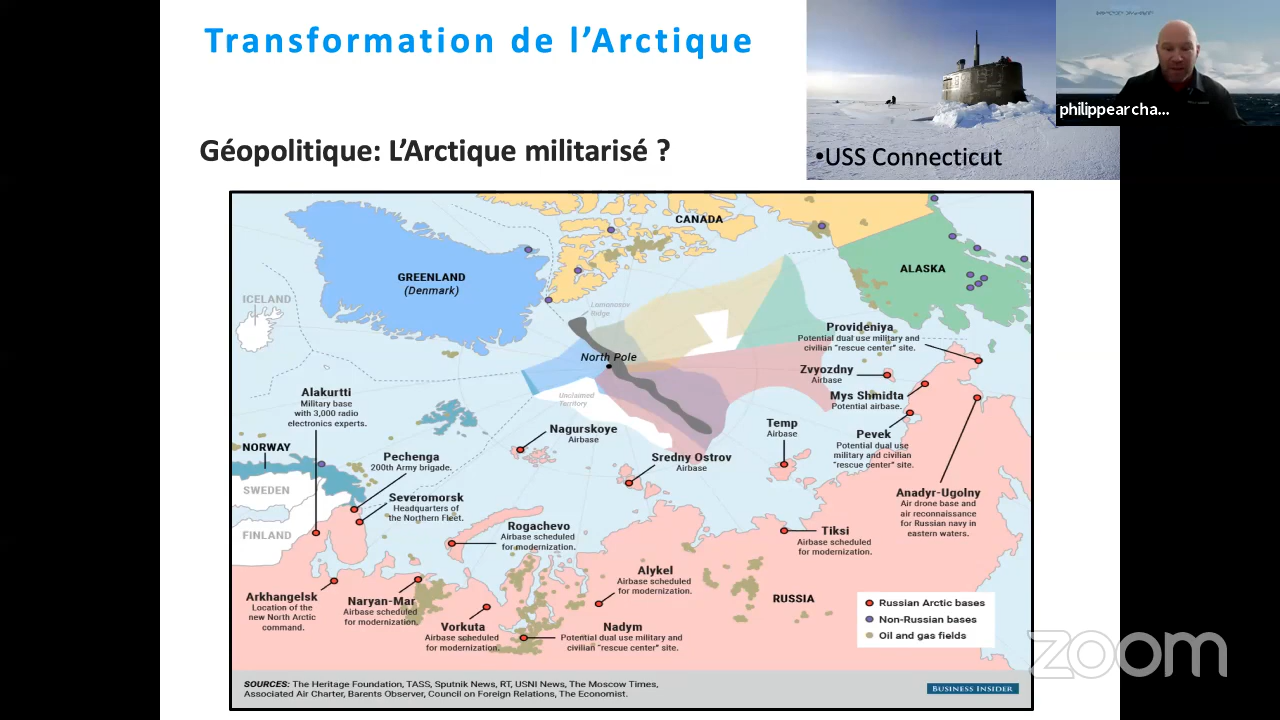 Transformation de l'Arctique
philippearcha...
Géopolitique: L'Arctique militarisé ?
•USS Connecticut
CANADA
GREENLAND
(Denmark)
ALASKA
ICELAND
Lomonosov
Ridge
North Pole
Unclaimed
Territory
Provideniya
Potential dual use military and
civilian "rescue center" site.
Zvyozdny
Airbase
Mys Shmidta
Potential airbase.
Pevek
Potential dual use
military and civilian
"rescue center" site.
Alakurtti
Military base
with 3,000 radio
electronics experts.
Nagurskoye
Airbase
Temp
Airbase
NORWAY
Pechenga
200th Army brigade.
Sredny Ostrov
Airbase
SWEDEN
Severomorsk
Headquarters of
the Northern Fleet.
Anadyr-Ugolny
Air drone base and
air reconnaissance
for Russian navy in
eastern waters.
FINLAND
Rogachevo
Airbase scheduled
for modernization.
Tiksi
Airbase scheduled
for modernization.
Alykel
Airbase scheduled
for modernization.
Arkhangelsk
Location of the
new North Arctic
command.
Naryan-Mar
Airbase scheduled
for modernization.
Vorkuta
Airbase scheduled
for modernization.
Nadym
Potential dual use military and
civilian "rescue center" site.
RUSSIA
Russian Arctic bases
Non-Russian bases
Oil and gas fields
zoom
SOURCES: The Heritage Foundation, TASS, Sputnik News, RT, USNI News, The Moscow Times,
Associated Air Charter, Barents Observer, Council on Foreign Relations, The Economist.
BUSINESS INSIDER